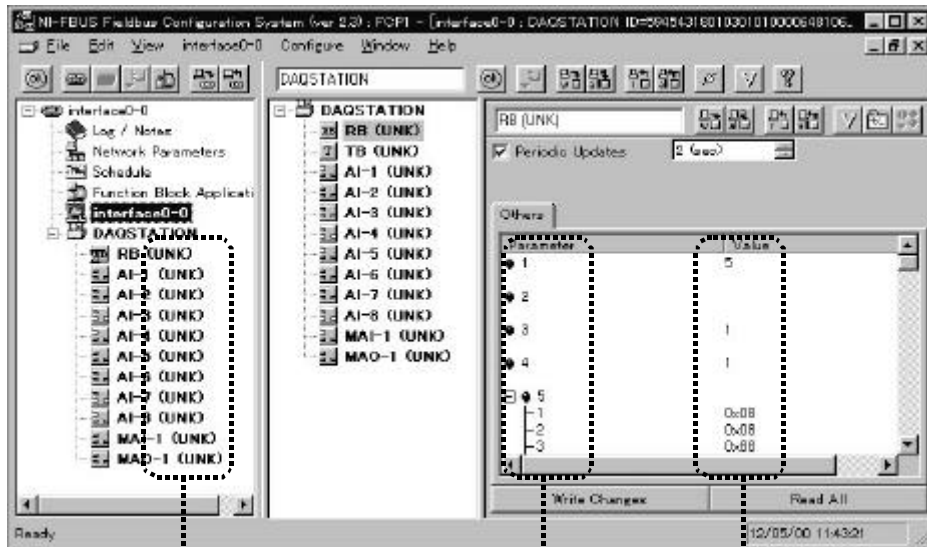 NI-FBUS Fieldbus Configuration System (ver 2.3) : FCP1 - [interface0-0 : DAQSTATION
File Edit View interface0-0 Configure Window Help
DAQSTATION
interface0-0
Log / Notes
Network Parameters
Schedule
Function Block Applicati
interface0-0
DAQSTATION
RB (UNK)
AI-1 (UNK)
AI-2 (UNK)
AI-3 (UNK)
AI-4 (UNK)
AI-5 (UNK)
AI-6 (UNK)
AI-7 (UNK)
AI-8 (UNK)
MAI-1 (UNK)
MAO-1 (UNK)
DAQSTATION
RB (UNK)
TB (UNK)
AI-1 (UNK)
AI-2 (UNK)
AI-3 (UNK)
AI-4 (UNK)
AI-5 (UNK)
AI-6 (UNK)
AI-7 (UNK)
AI-8 (UNK)
MAI-1 (UNK)
MAO-1 (UNK)
RB (UNK)
Periodic Updates 2 (sec)
Others
Parameter Value
1 5
2
3 1
4 1
5
1 0x08
2 0x08
3 0x88
Write Changes Read All
Ready 12/05/00 11:43:21